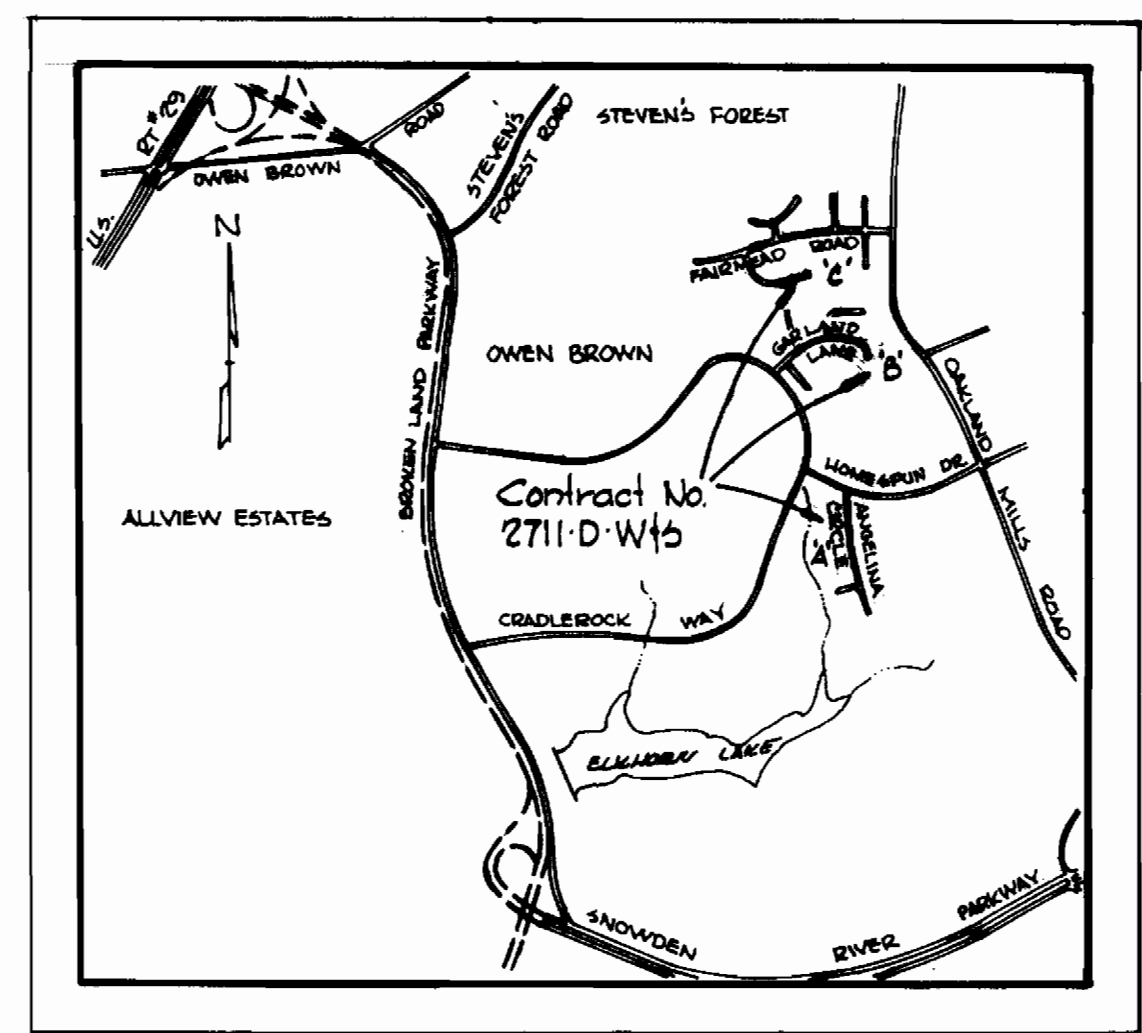 U.S. RT #29
OWEN BROWN
ROAD
STEVEN'S
FOREST ROAD
STEVEN'S FOREST
N
FAIRMEAD ROAD
'C'
GARLAND
LANE
'B'
OWEN BROWN
BROKEN LAND PARKWAY
OAKLAND
MILLS
ROAD
HOMESPUN DR.
Contract No.
2711·D·W&S
ALLVIEW ESTATES
'A'
ANGELINA
CIRCLE
CRADLEROCK WAY
ELKHORN LAKE
SNOWDEN RIVER PARKWAY